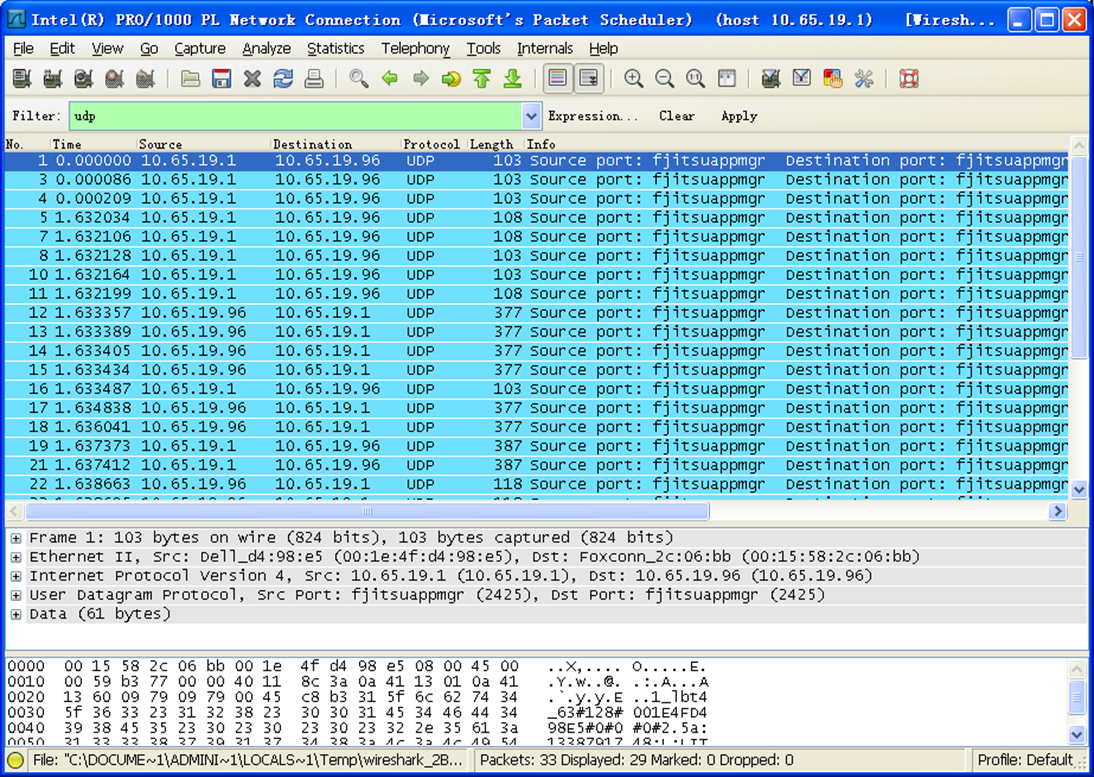 Intel(R) PRO/1000 PL Network Connection (Microsoft's Packet Scheduler) (host 10.65.19.1) [Wiresh...
File Edit View Go Capture Analyze Statistics Telephony Tools Internals Help
Filter: udp Expression... Clear Apply
No. Time Source Destination Protocol Length Info
1 0.000000 10.65.19.1 10.65.19.96 UDP 103 Source port: fjitsuappmgr Destination port: fjitsuappmgr
3 0.000086 10.65.19.1 10.65.19.96 UDP 103 Source port: fjitsuappmgr Destination port: fjitsuappmgr
4 0.000209 10.65.19.1 10.65.19.96 UDP 103 Source port: fjitsuappmgr Destination port: fjitsuappmgr
5 1.632034 10.65.19.1 10.65.19.96 UDP 108 Source port: fjitsuappmgr Destination port: fjitsuappmgr
7 1.632106 10.65.19.1 10.65.19.96 UDP 108 Source port: fjitsuappmgr Destination port: fjitsuappmgr
8 1.632128 10.65.19.1 10.65.19.96 UDP 103 Source port: fjitsuappmgr Destination port: fjitsuappmgr
10 1.632164 10.65.19.1 10.65.19.96 UDP 103 Source port: fjitsuappmgr Destination port: fjitsuappmgr
11 1.632199 10.65.19.1 10.65.19.96 UDP 108 Source port: fjitsuappmgr Destination port: fjitsuappmgr
12 1.633357 10.65.19.96 10.65.19.1 UDP 377 Source port: fjitsuappmgr Destination port: fjitsuappmgr
13 1.633389 10.65.19.96 10.65.19.1 UDP 377 Source port: fjitsuappmgr Destination port: fjitsuappmgr
14 1.633405 10.65.19.96 10.65.19.1 UDP 377 Source port: fjitsuappmgr Destination port: fjitsuappmgr
15 1.633434 10.65.19.96 10.65.19.1 UDP 377 Source port: fjitsuappmgr Destination port: fjitsuappmgr
16 1.633487 10.65.19.1 10.65.19.96 UDP 103 Source port: fjitsuappmgr Destination port: fjitsuappmgr
17 1.634838 10.65.19.96 10.65.19.1 UDP 377 Source port: fjitsuappmgr Destination port: fjitsuappmgr
18 1.636041 10.65.19.96 10.65.19.1 UDP 377 Source port: fjitsuappmgr Destination port: fjitsuappmgr
19 1.637373 10.65.19.1 10.65.19.96 UDP 387 Source port: fjitsuappmgr Destination port: fjitsuappmgr
21 1.637412 10.65.19.1 10.65.19.96 UDP 387 Source port: fjitsuappmgr Destination port: fjitsuappmgr
22 1.638663 10.65.19.96 10.65.19.1 UDP 118 Source port: fjitsuappmgr Destination port: fjitsuappmgr
Frame 1: 103 bytes on wire (824 bits), 103 bytes captured (824 bits)
Ethernet II, Src: Dell_d4:98:e5 (00:1e:4f:d4:98:e5), Dst: Foxconn_2c:06:bb (00:15:58:2c:06:bb)
Internet Protocol Version 4, Src: 10.65.19.1 (10.65.19.1), Dst: 10.65.19.96 (10.65.19.96)
User Datagram Protocol, Src Port: fjitsuappmgr (2425), Dst Port: fjitsuappmgr (2425)
Data (61 bytes)
0000 00 15 58 2c 06 bb 00 1e 4f d4 98 e5 08 00 45 00 ..X,.... O.....E.
0010 00 59 b3 77 00 00 40 11 8c 3a 0a 41 13 01 0a 41 .Y.w..@. .:.A...A
0020 13 60 09 79 09 79 00 45 c8 b3 31 5f 6c 62 74 34 .`.y.y.E ..1_lbt4
0030 5f 36 33 23 31 32 38 23 30 30 31 45 34 46 44 34 _63#128# 001E4FD4
0040 39 38 45 35 23 30 23 30 23 30 23 32 2e 35 61 3a 98E5#0#0 #0#2.5a:
0050 31 33 33 38 37 39 31 37 34 38 3a 4c 3a 4c 49 54 13387917 48:L:LIT
File: "C:\DOCUME~1\ADMINI~1\LOCALS~1\Temp\wireshark_2B... Packets: 33 Displayed: 29 Marked: 0 Dropped: 0 Profile: Default